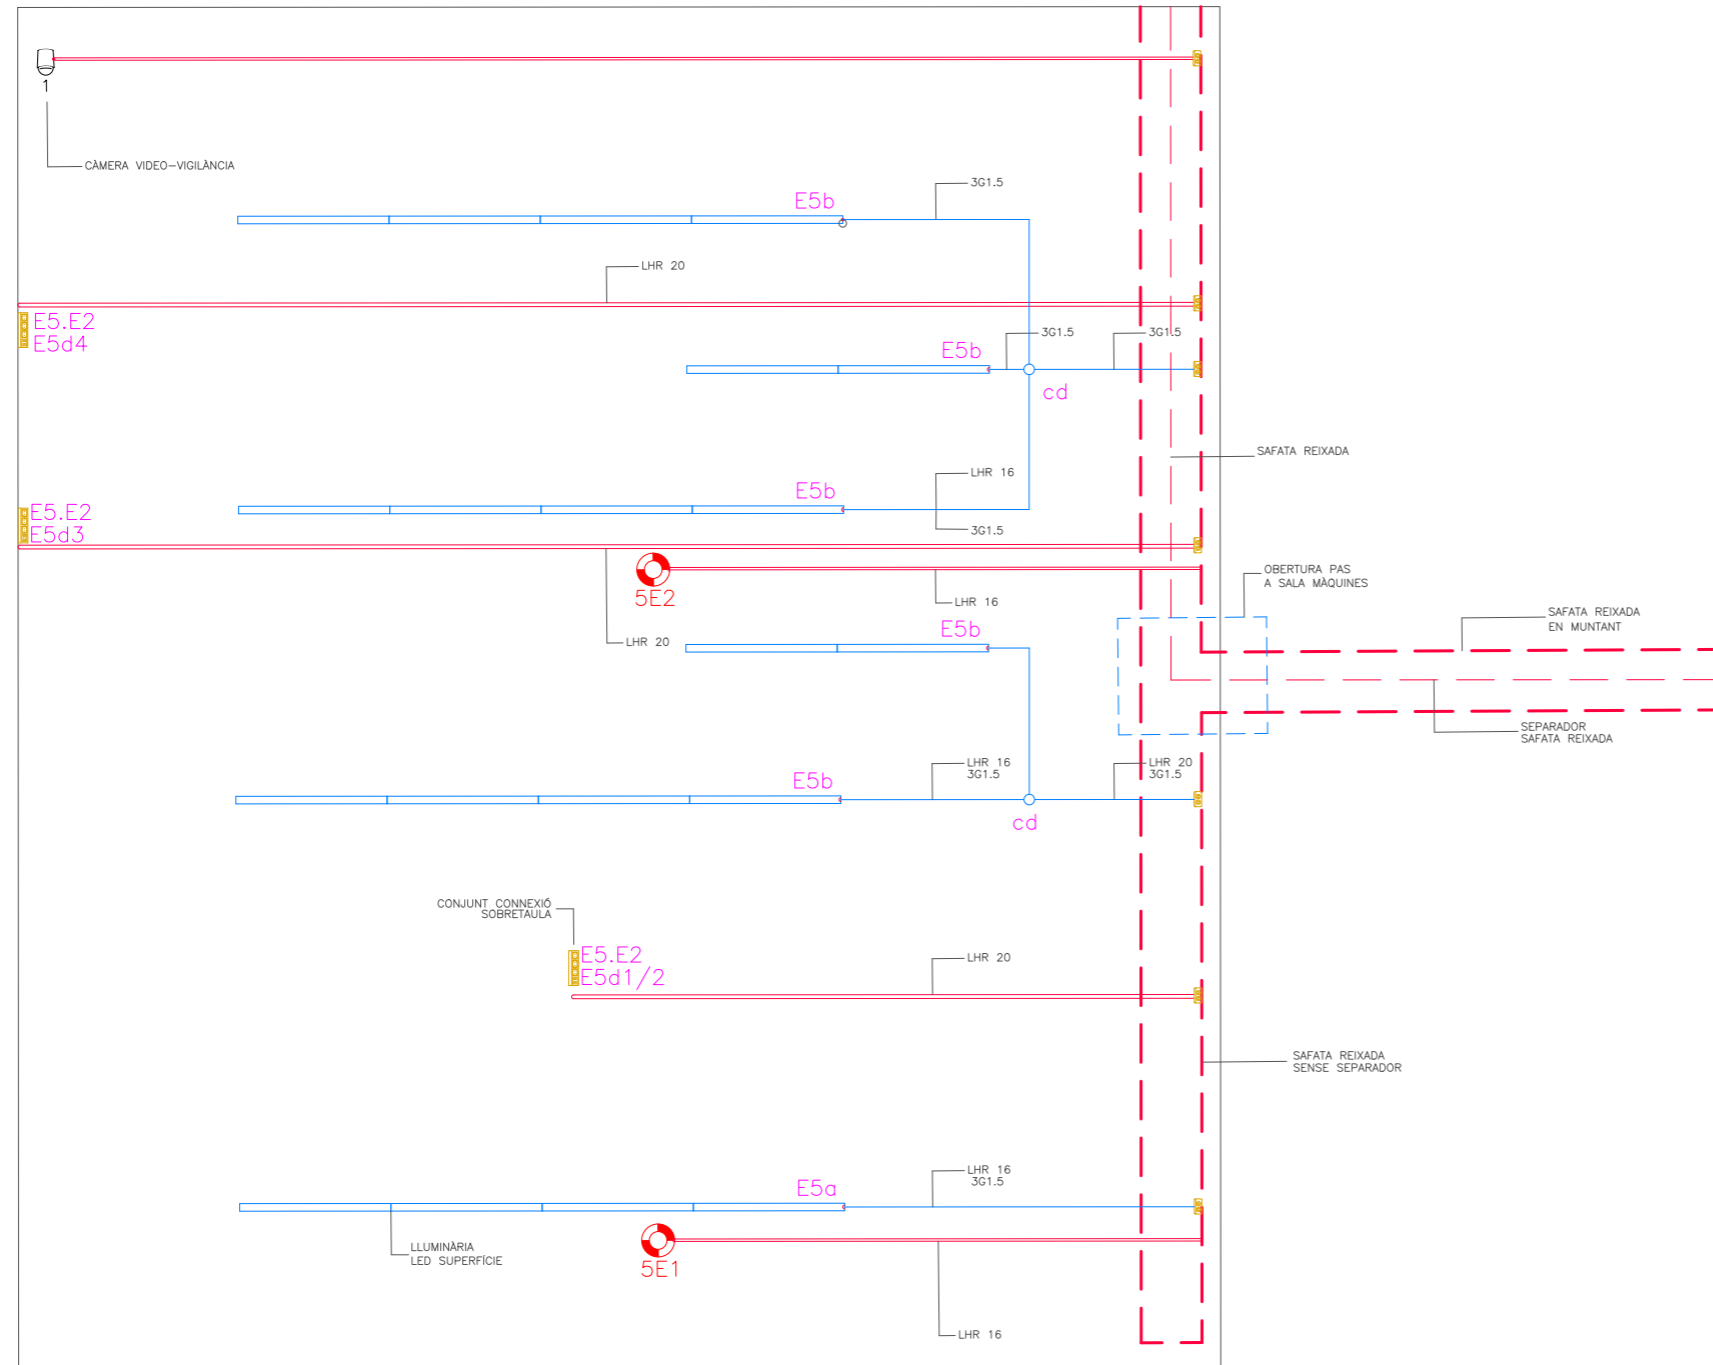 1
CÀMERA VIDEO-VIGILÀNCIA
E5b
3G1.5
LHR 20
E5.E2
E5d4
3G1.5
3G1.5
E5b
cd
SAFATA REIXADA
LHR 16
E5b
3G1.5
E5.E2
E5d3
5E2
LHR 16
OBERTURA PAS
A SALA MÀQUINES
SAFATA REIXADA
EN MUNTANT
LHR 20
E5b
SEPARADOR
SAFATA REIXADA
LHR 16
3G1.5
LHR 20
3G1.5
E5b
cd
CONJUNT CONNEXIÓ
SOBRETAULA
E5.E2
E5d1/2
LHR 20
SAFATA REIXADA
SENSE SEPARADOR
LHR 16
3G1.5
E5a
LLUMINÀRIA
LED SUPERFÍCIE
5E1
LHR 16